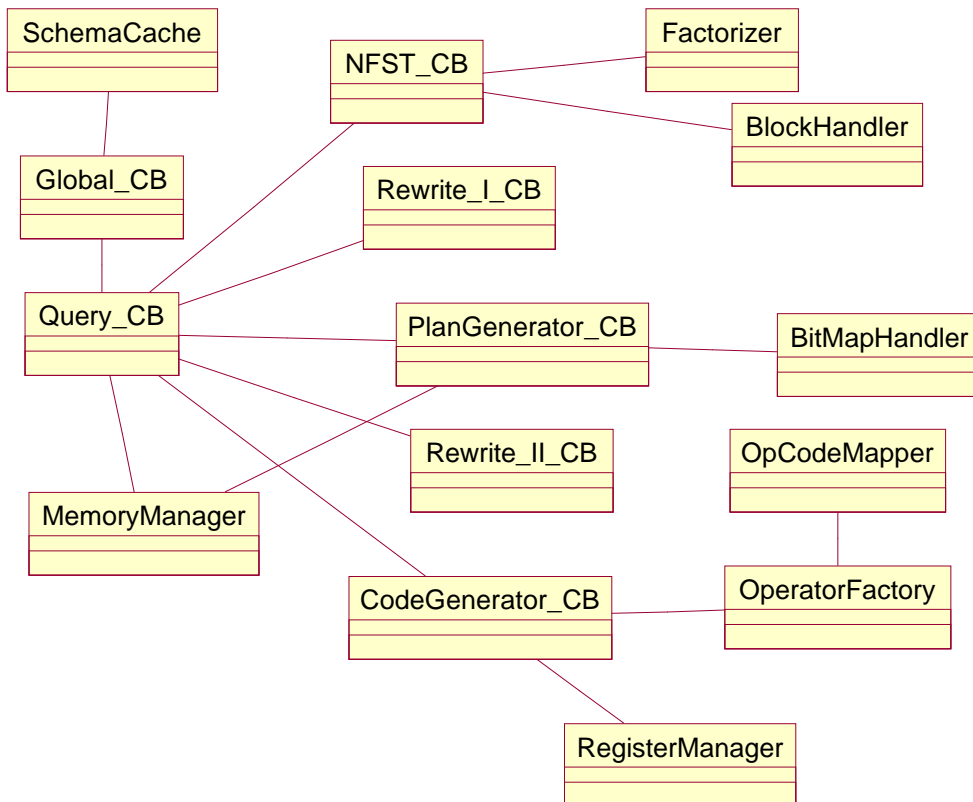 SchemaCache
Factorizer
NFST_CB
BlockHandler
Global_CB
Rewrite_I_CB
Query_CB
PlanGenerator_CB
BitMapHandler
Rewrite_II_CB
OpCodeMapper
MemoryManager
CodeGenerator_CB
OperatorFactory
RegisterManager